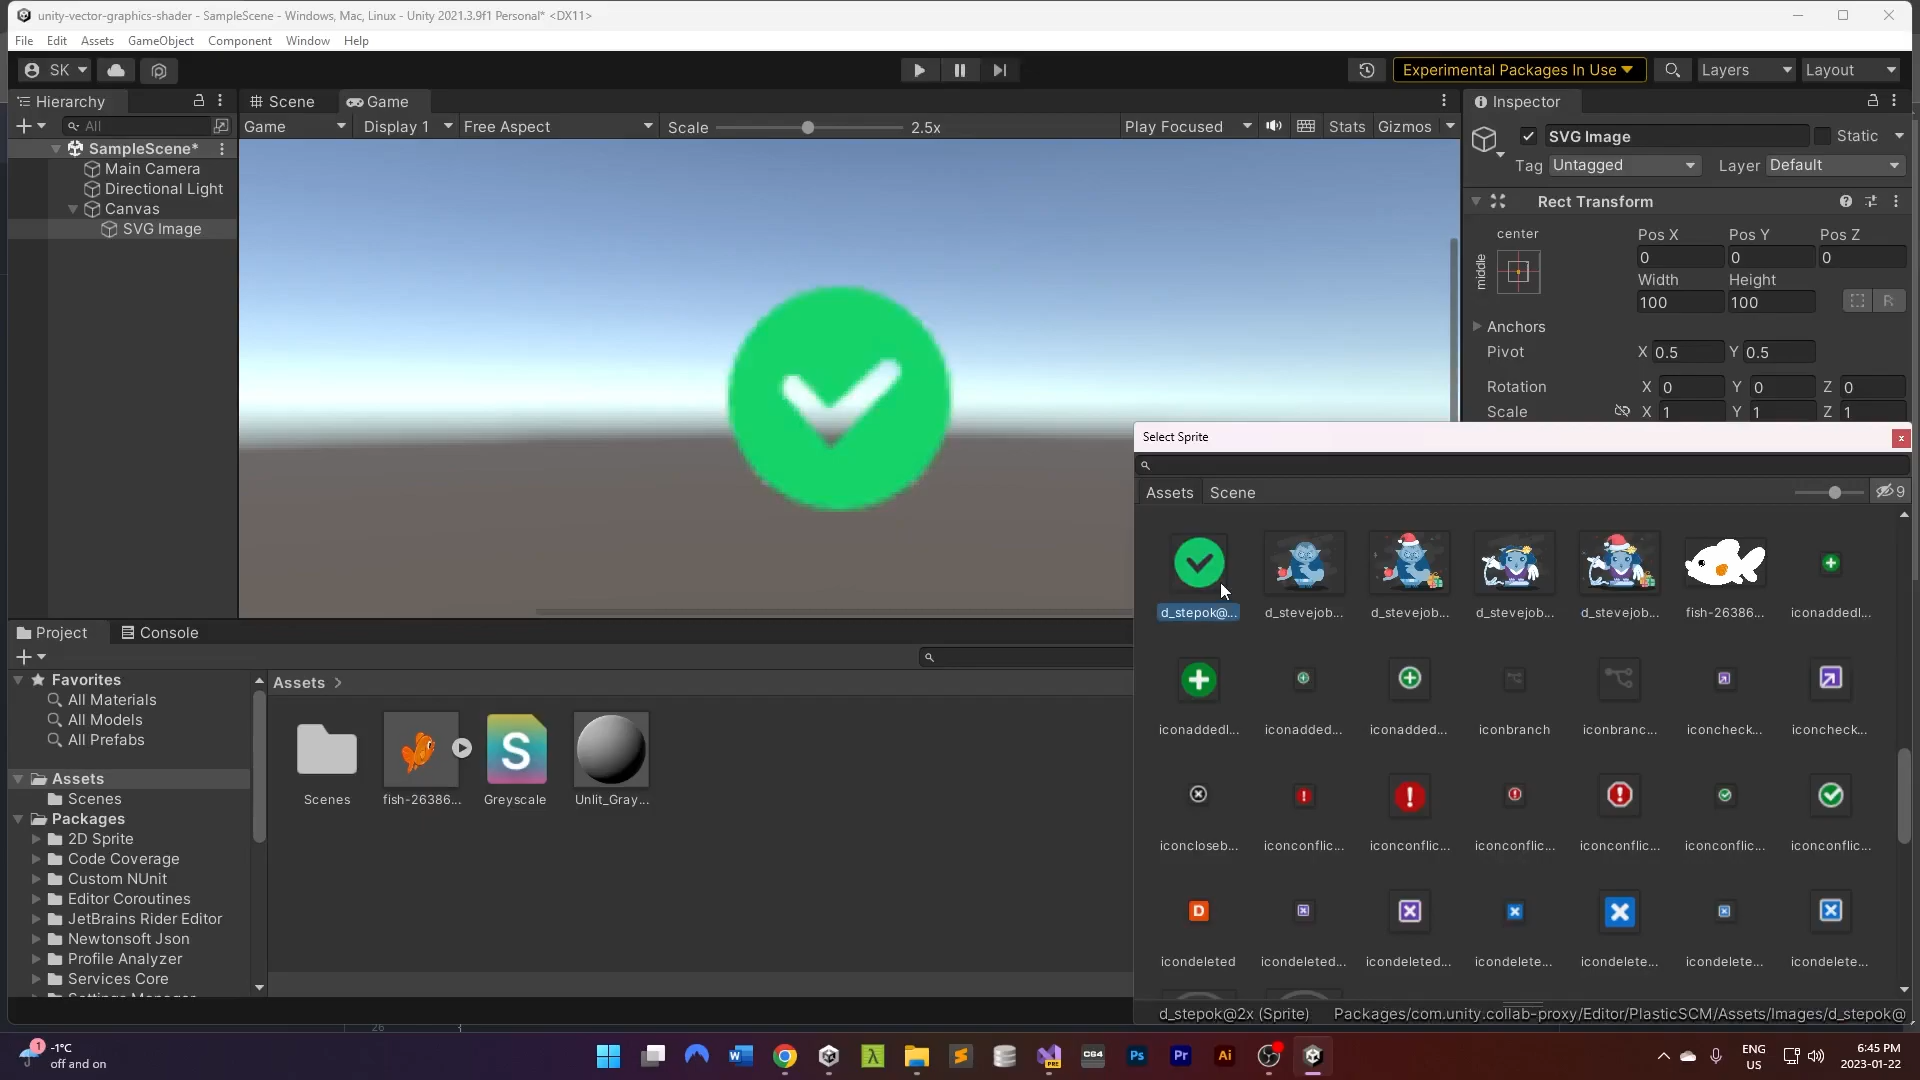 unity-vector-graphics-shader - SampleScene - Windows, Mac, Linux - Unity 2021.3.9f1 Personal* <DX11>
File Edit Assets GameObject Component Window Help
SK
Experimental Packages In Use
Layers
Layout
Hierarchy
All
SampleScene*
Main Camera
Directional Light
Canvas
SVG Image
Scene
Game
Game
Display 1
Free Aspect
Scale
2.5x
Play Focused
Stats
Gizmos
Inspector
SVG Image
Static
Tag Untagged
Layer Default
Rect Transform
center
middle
Pos X Pos Y Pos Z
0 0 0
Width Height
100 100
R
Anchors
Pivot X 0.5 Y 0.5
Rotation X 0 Y 0 Z 0
Scale X 1 Y 1 Z 1
Select Sprite
Assets Scene
9
d_stepok@... d_stevejob... d_stevejob... d_stevejob... d_stevejob... fish-26386... iconaddedl...
iconaddedl... iconadded... iconadded... iconbranch iconbranc... iconcheck... iconcheck...
iconcloseb... iconconflic... iconconflic... iconconflic... iconconflic... iconconflic... iconconflic...
D
icondeleted icondeleted... icondeleted... icondelete... icondelete... icondelete... icondelete...
d_stepok@2x (Sprite) Packages/com.unity.collab-proxy/Editor/PlasticSCM/Assets/Images/d_stepok@
Project
Console
Favorites
All Materials
All Models
All Prefabs
Assets
Scenes
Packages
2D Sprite
Code Coverage
Custom NUnit
Editor Coroutines
JetBrains Rider Editor
Newtonsoft Json
Profile Analyzer
Services Core
Settings Manager
Assets >
S
Scenes fish-26386... Greyscale Unlit_Gray...
26
1
-1°C
off and on
W
PRE
CG4
Ps
Pr
Ai
ENG
US
6:45 PM
2023-01-22